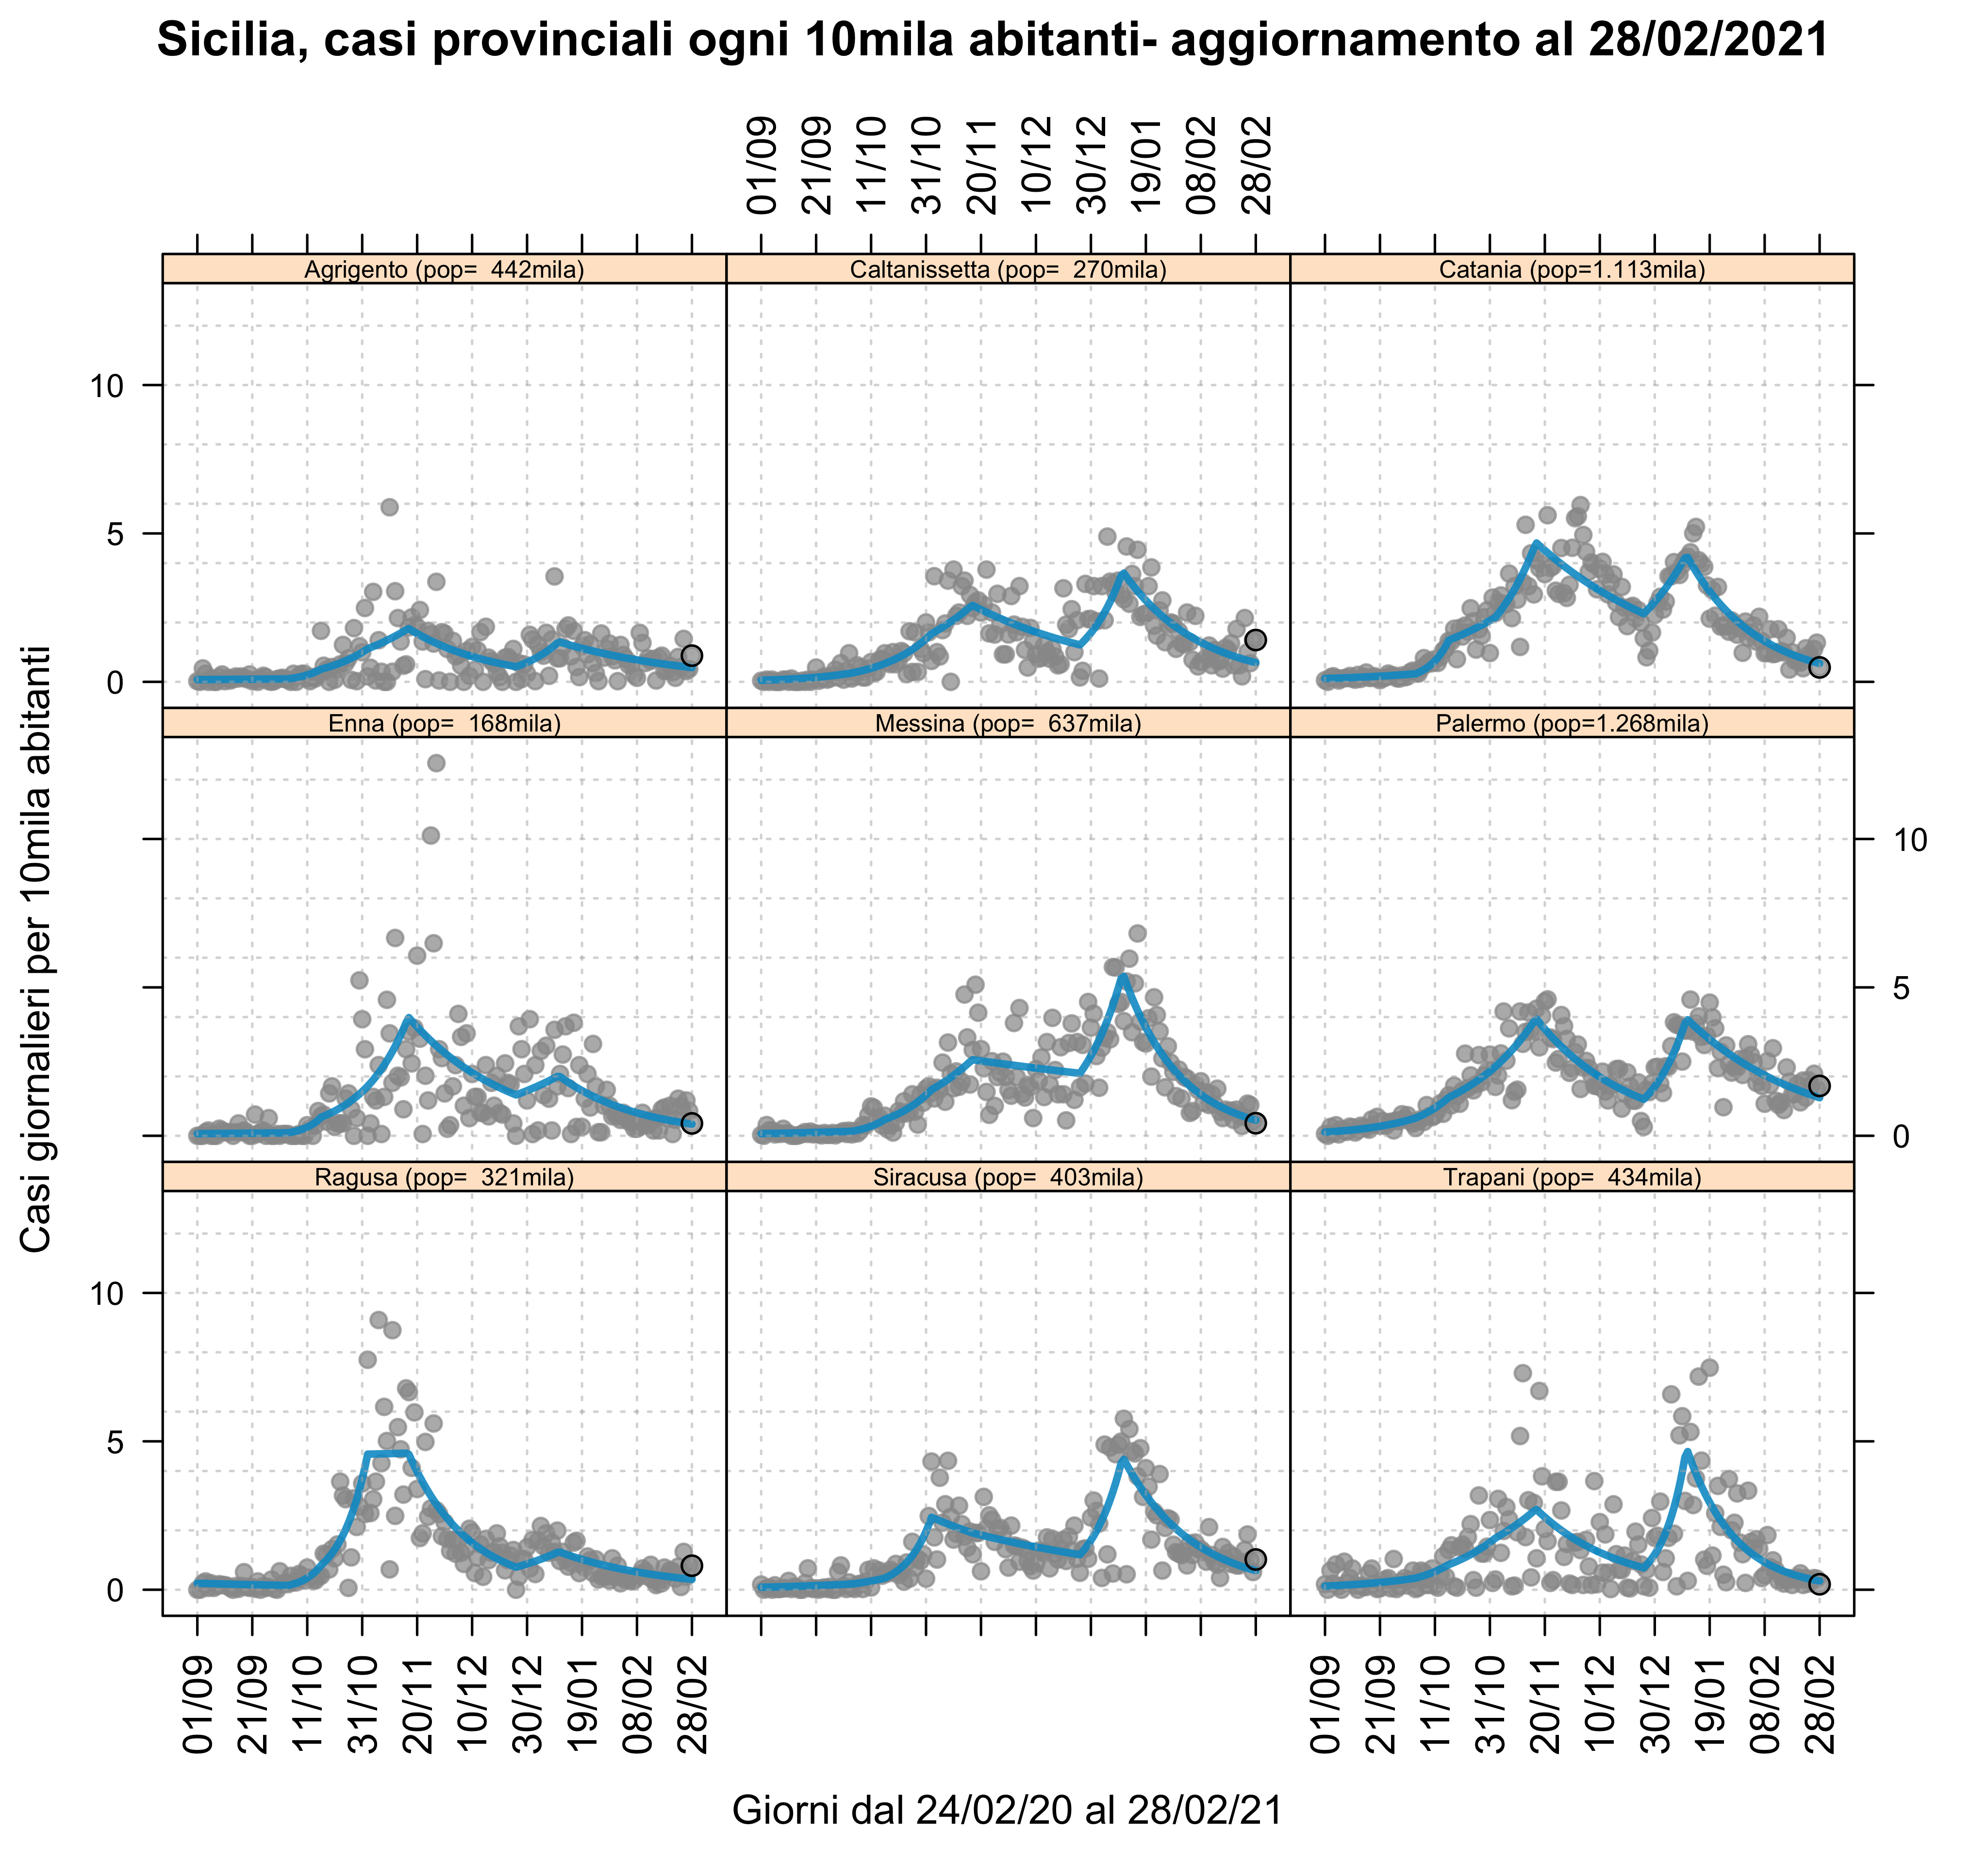 Sicilia, casi provinciali ogni 10mila abitanti- aggiornamento al 28/02/2021
01/09 21/09 11/10 31/10 20/11 10/12 30/12 19/01 08/02 28/02
Agrigento (pop=  442mila)
Caltanissetta (pop=  270mila)
Catania (pop=1.113mila)
10
5
0
Enna (pop=  168mila)
Messina (pop=  637mila)
Palermo (pop=1.268mila)
10
5
0
Ragusa (pop=  321mila)
Siracusa (pop=  403mila)
Trapani (pop=  434mila)
10
5
0
Casi giornalieri per 10mila abitanti
01/09 21/09 11/10 31/10 20/11 10/12 30/12 19/01 08/02 28/02
01/09 21/09 11/10 31/10 20/11 10/12 30/12 19/01 08/02 28/02
Giorni dal 24/02/20 al 28/02/21